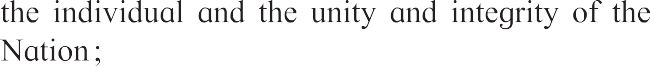 the individual and the unity and integrity of the
Nation;